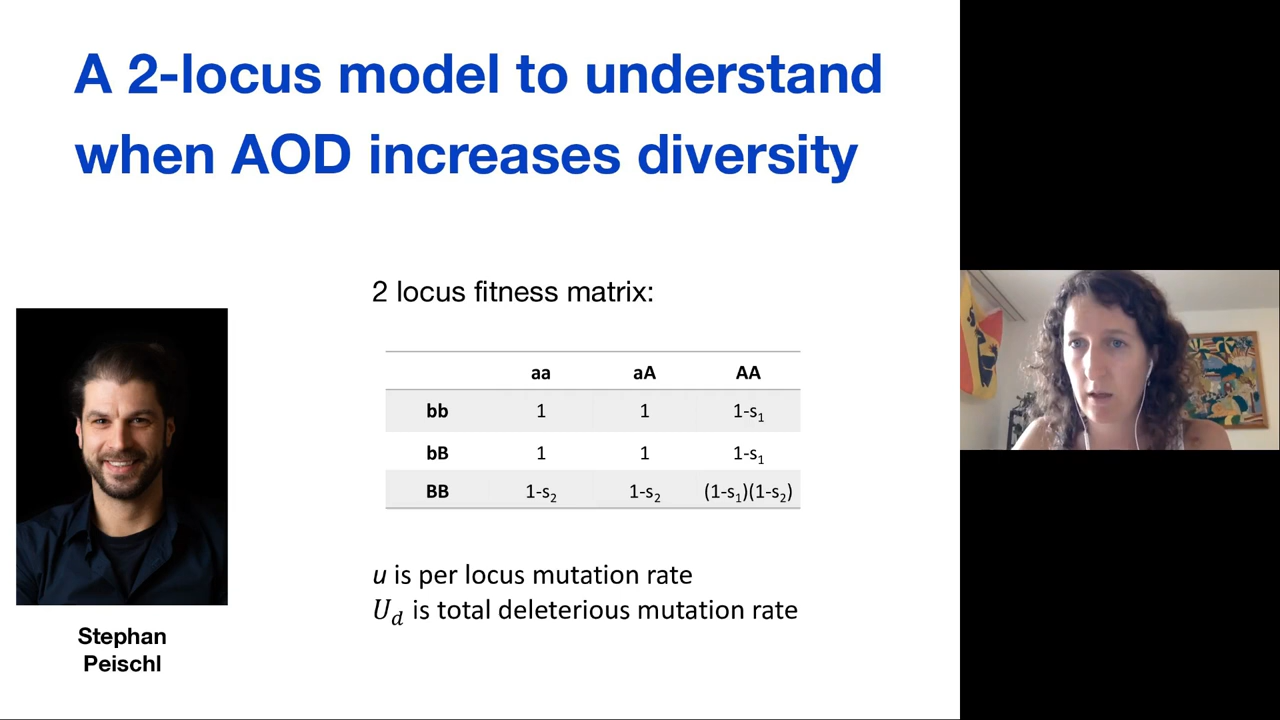 A 2-locus model to understand
when AOD increases diversity
2 locus fitness matrix:
aa aA AA
bb 1 1 1-s₁
bB 1 1 1-s₁
BB 1-s₂ 1-s₂ (1-s₁)(1-s₂)
u is per locus mutation rate
U_d is total deleterious mutation rate
Stephan
Peischl